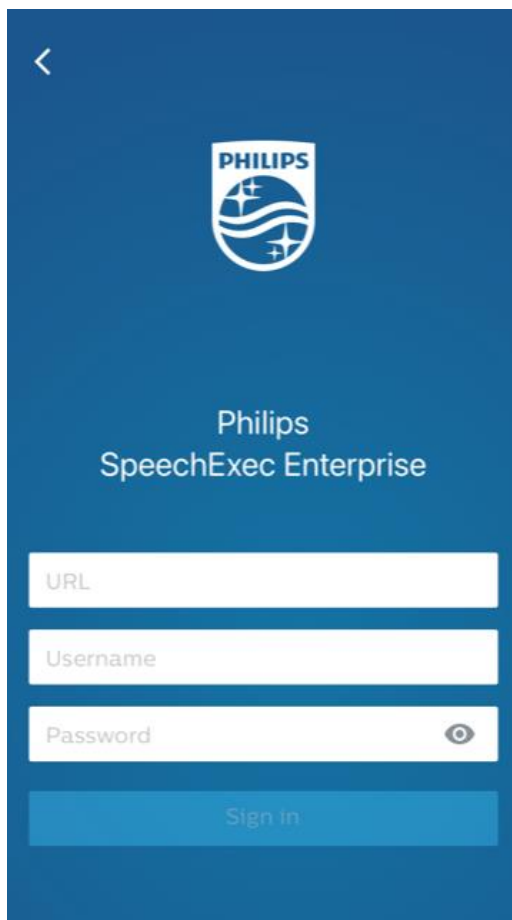 PHILIPS
Philips
SpeechExec Enterprise
URL
Username
Password
Sign in